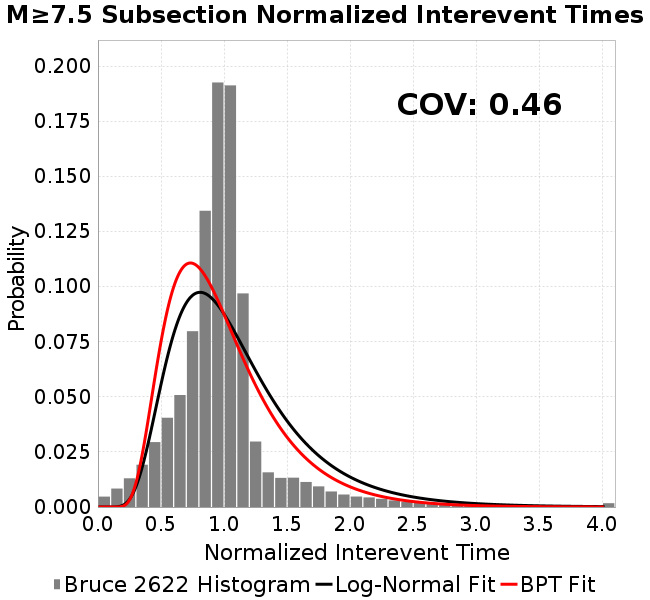 M≥7.5 Subsection Normalized Interevent Times
COV: 0.46
Probability
0.200
0.175
0.150
0.125
0.100
0.075
0.050
0.025
0.000
0.0 0.5 1.0 1.5 2.0 2.5 3.0 3.5 4.0
Normalized Interevent Time
Bruce 2622 Histogram Log-Normal Fit BPT Fit